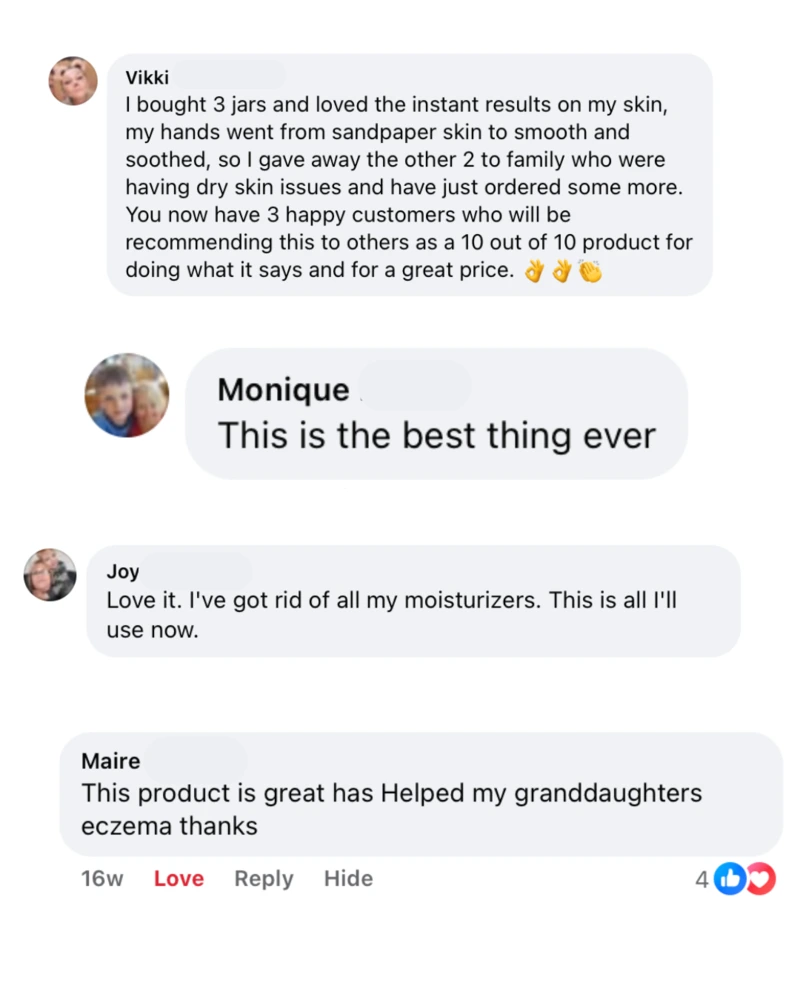 Vikki
I bought 3 jars and loved the instant results on my skin,
my hands went from sandpaper skin to smooth and
soothed, so I gave away the other 2 to family who were
having dry skin issues and have just ordered some more.
You now have 3 happy customers who will be
recommending this to others as a 10 out of 10 product for
doing what it says and for a great price. 👌👌👏
Monique
This is the best thing ever
Joy
Love it. I've got rid of all my moisturizers. This is all I'll
use now.
Maire
This product is great has Helped my granddaughters
eczema thanks
16w Love Reply Hide 4